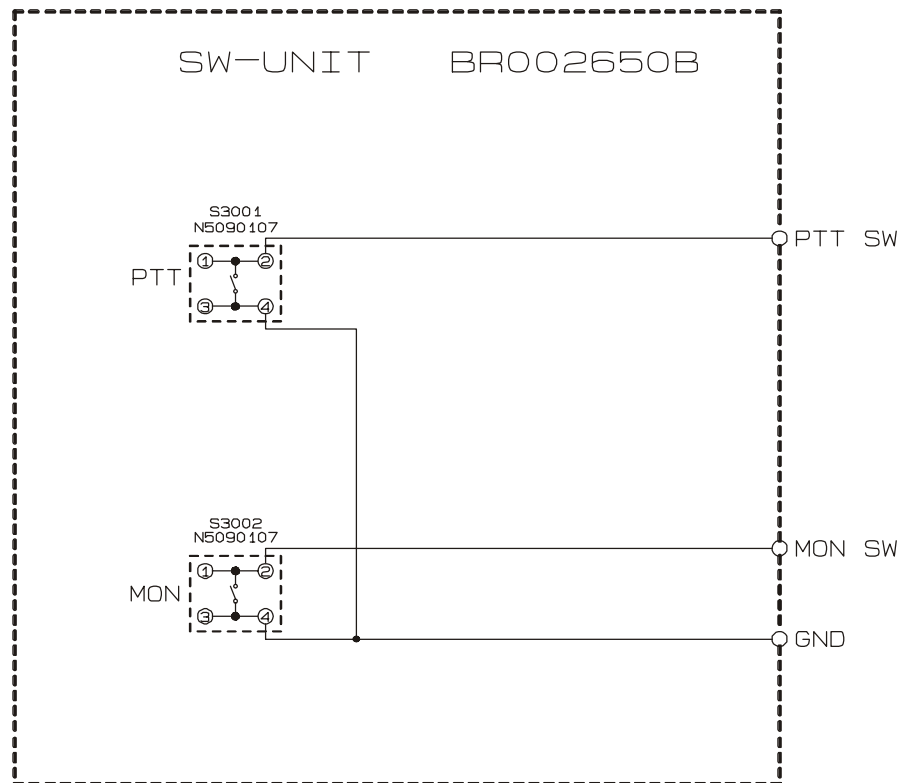 SW-UNIT BR002650B
S3001
N5090107
PTT SW
1 2
PTT
3 4
S3002
N5090107
MON SW
1 2
MON
3 4
GND